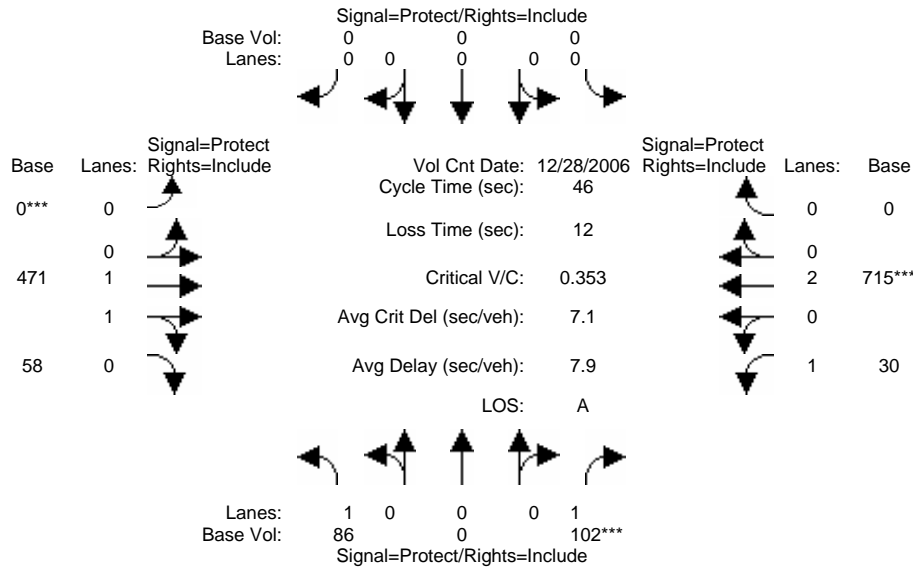 Signal=Protect/Rights=Include
Base Vol: 0 0 0
Lanes: 0 0 0 0 0
Signal=Protect Signal=Protect
Base Lanes: Rights=Include Vol Cnt Date: 12/28/2006 Rights=Include Lanes: Base
Cycle Time (sec): 46
0*** 0 0 0
Loss Time (sec): 12
0 0
471 1 Critical V/C: 0.353 2 715***
1 Avg Crit Del (sec/veh): 7.1 0
58 0 Avg Delay (sec/veh): 7.9 1 30
LOS: A
Lanes: 1 0 0 0 1
Base Vol: 86 0 102***
Signal=Protect/Rights=Include